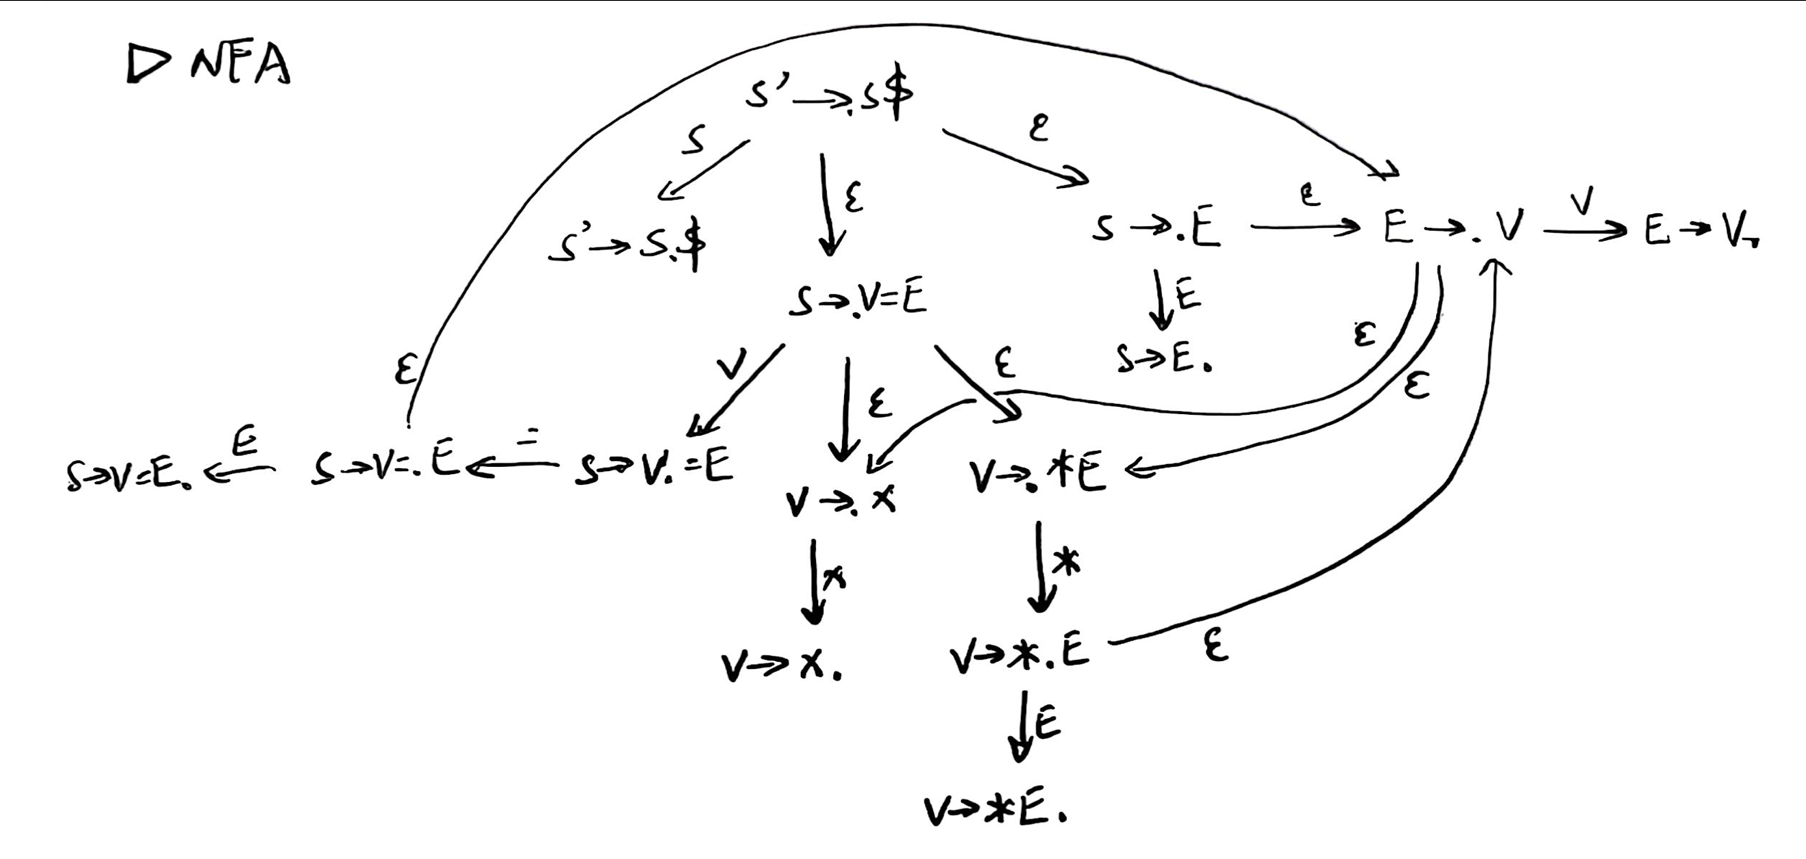 ▷ NFA
S' →.S$
S
ε
ε
S' → S.$
S →.E
ε
E →. V
V
E → V.
S →.V=E
E
S → E.
ε
V
ε
ε
ε
ε
S → V=E.
E
S → V=.E
=
S → V.=E
V →. x
V →. *E
x
*
V → x.
V → *.E
ε
E
V → *E.